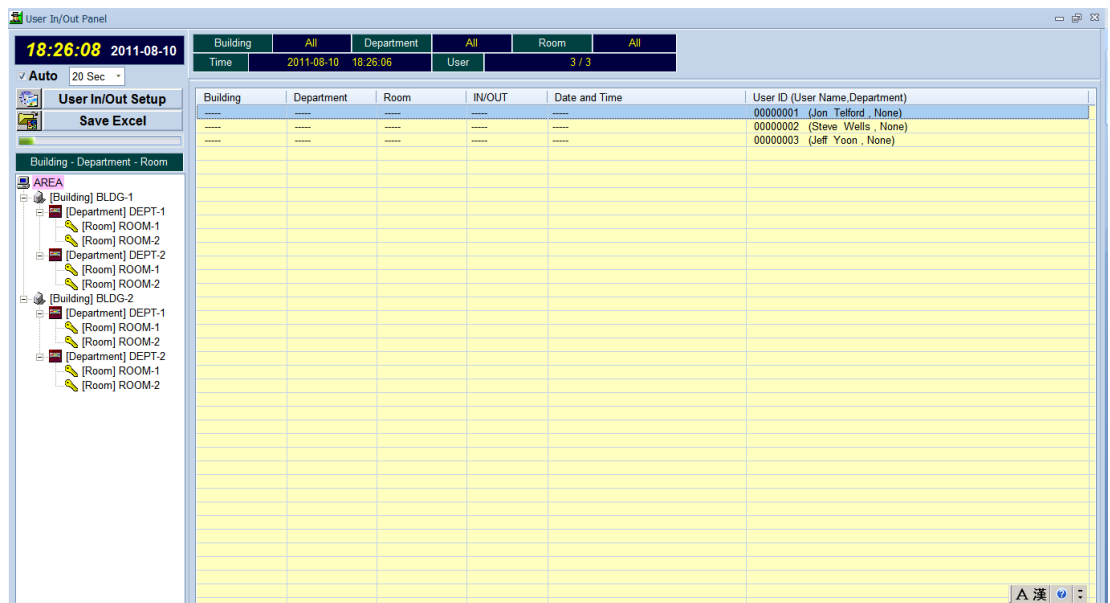 User In/Out Panel
18:26:08 2011-08-10
Auto 20 Sec
User In/Out Setup
Save Excel
Building - Department - Room
AREA
[Building] BLDG-1
[Department] DEPT-1
[Room] ROOM-1
[Room] ROOM-2
[Department] DEPT-2
[Room] ROOM-1
[Room] ROOM-2
[Building] BLDG-2
[Department] DEPT-1
[Room] ROOM-1
[Room] ROOM-2
[Department] DEPT-2
[Room] ROOM-1
[Room] ROOM-2
Building All Department All Room All
Time 2011-08-10 18:26:06 User 3 / 3
Building Department Room IN/OUT Date and Time User ID (User Name,Department)
----- ----- ----- ----- ----- 00000001 (Jon Telford , None)
----- ----- ----- ----- ----- 00000002 (Steve Wells , None)
----- ----- ----- ----- ----- 00000003 (Jeff Yoon , None)
A 漢 ?